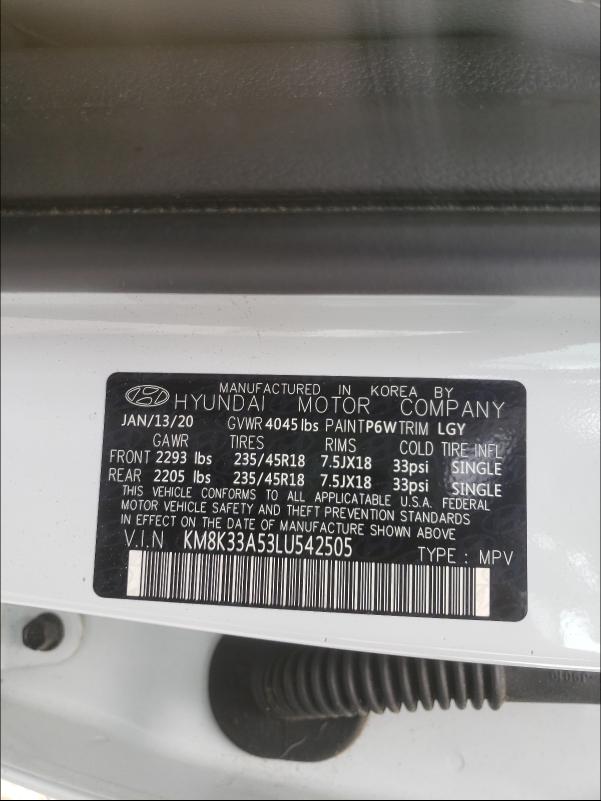 MANUFACTURED IN KOREA BY
HYUNDAI MOTOR COMPANY
JAN/13/20 GVWR 4045 lbs PAINT P6W TRIM LGY
GAWR TIRES RIMS COLD TIRE INFL
FRONT 2293 lbs 235/45R18 7.5JX18 33psi SINGLE
REAR 2205 lbs 235/45R18 7.5JX18 33psi SINGLE
THIS VEHICLE CONFORMS TO ALL APPLICATABLE U.S.A. FEDERAL
MOTOR VEHICLE SAFETY AND THEFT PREVENTION STANDARDS
IN EFFECT ON THE DATE OF MANUFACTURE SHOWN ABOVE
V.I.N KM8K33A53LU542505 TYPE : MPV